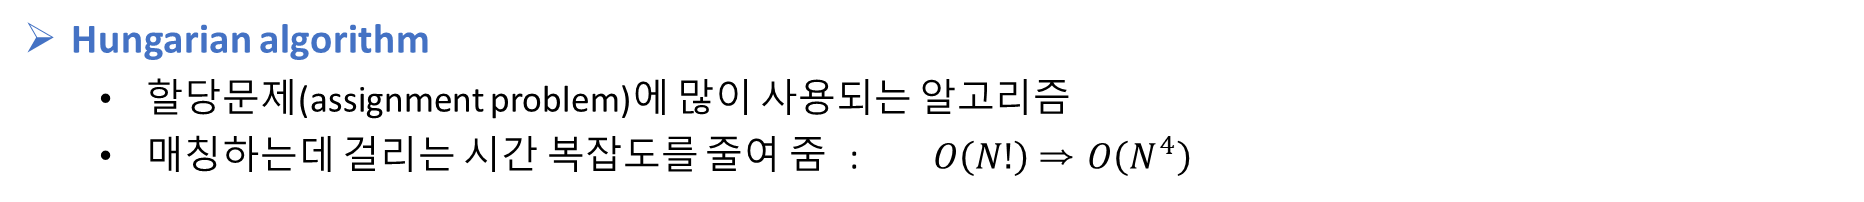 ➢ Hungarian algorithm
• 할당문제(assignment problem)에 많이 사용되는 알고리즘
• 매칭하는데 걸리는 시간 복잡도를 줄여 줌 : O(N!) ⇒ O(N⁴)